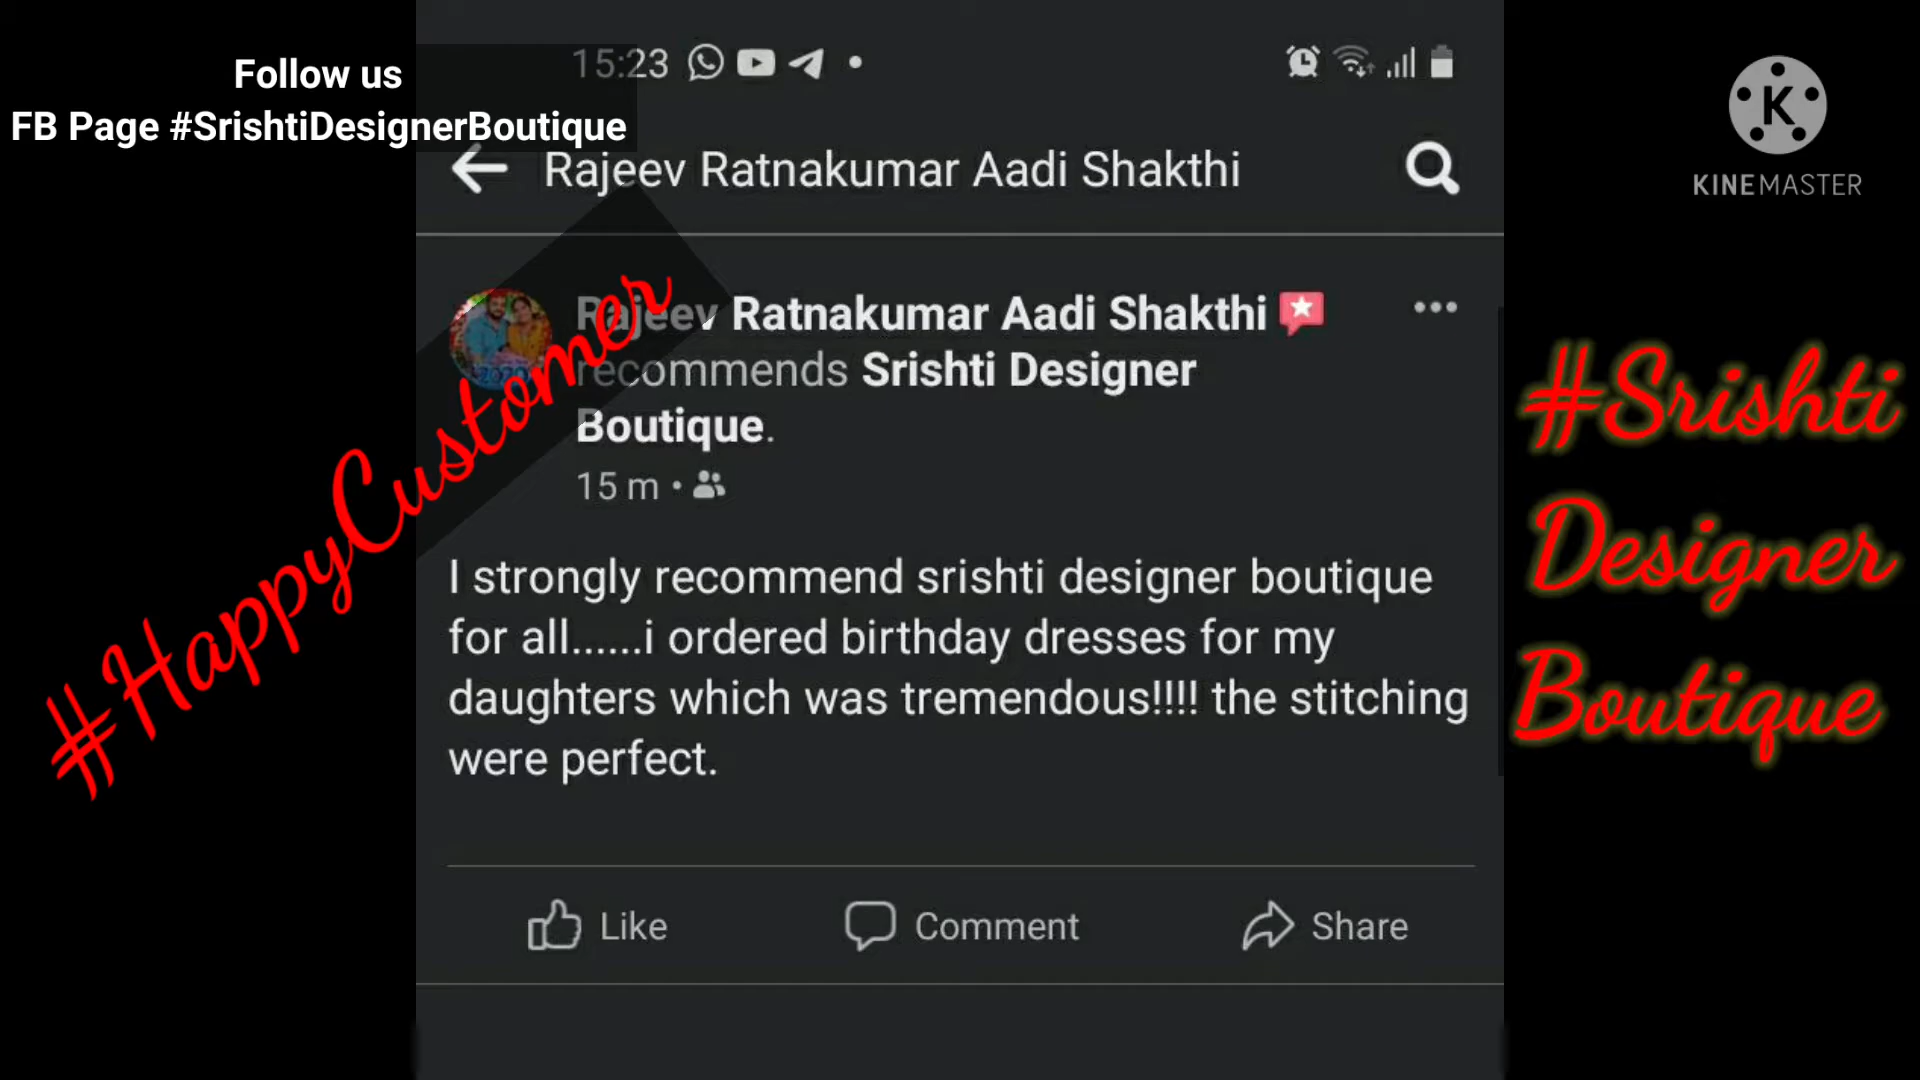 Follow us
FB Page #SrishtiDesignerBoutique
15:23
KINEMASTER
Rajeev Ratnakumar Aadi Shakthi
Rajeev Ratnakumar Aadi Shakthi
recommends Srishti Designer
Boutique.
15 m
2020
#HappyCustomer
I strongly recommend srishti designer boutique
for all......i ordered birthday dresses for my
daughters which was tremendous!!!! the stitching
were perfect.
#Srishti
Designer
Boutique
Like
Comment
Share